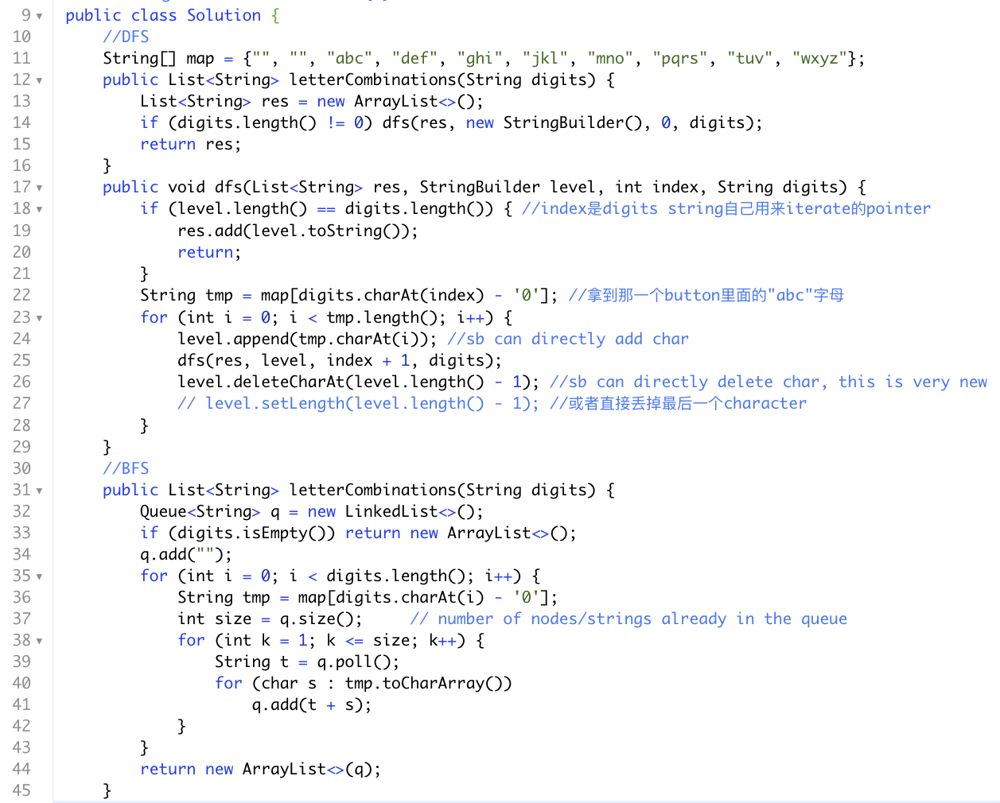 9 public class Solution {
10 //DFS
11 String[] map = {"", "", "abc", "def", "ghi", "jkl", "mno", "pqrs", "tuv", "wxyz"};
12 public List<String> letterCombinations(String digits) {
13 List<String> res = new ArrayList<>();
14 if (digits.length() != 0) dfs(res, new StringBuilder(), 0, digits);
15 return res;
16 }
17 public void dfs(List<String> res, StringBuilder level, int index, String digits) {
18 if (level.length() == digits.length()) { //index是digits string自己用来iterate的pointer
19 res.add(level.toString());
20 return;
21 }
22 String tmp = map[digits.charAt(index) - '0']; //拿到那一个button里面的"abc"字母
23 for (int i = 0; i < tmp.length(); i++) {
24 level.append(tmp.charAt(i)); //sb can directly add char
25 dfs(res, level, index + 1, digits);
26 level.deleteCharAt(level.length() - 1); //sb can directly delete char, this is very new
27 // level.setLength(level.length() - 1); //或者直接丢掉最后一个character
28 }
29 }
30 //BFS
31 public List<String> letterCombinations(String digits) {
32 Queue<String> q = new LinkedList<>();
33 if (digits.isEmpty()) return new ArrayList<>();
34 q.add("");
35 for (int i = 0; i < digits.length(); i++) {
36 String tmp = map[digits.charAt(i) - '0'];
37 int size = q.size(); // number of nodes/strings already in the queue
38 for (int k = 1; k <= size; k++) {
39 String t = q.poll();
40 for (char s : tmp.toCharArray())
41 q.add(t + s);
42 }
43 }
44 return new ArrayList<>(q);
45 }